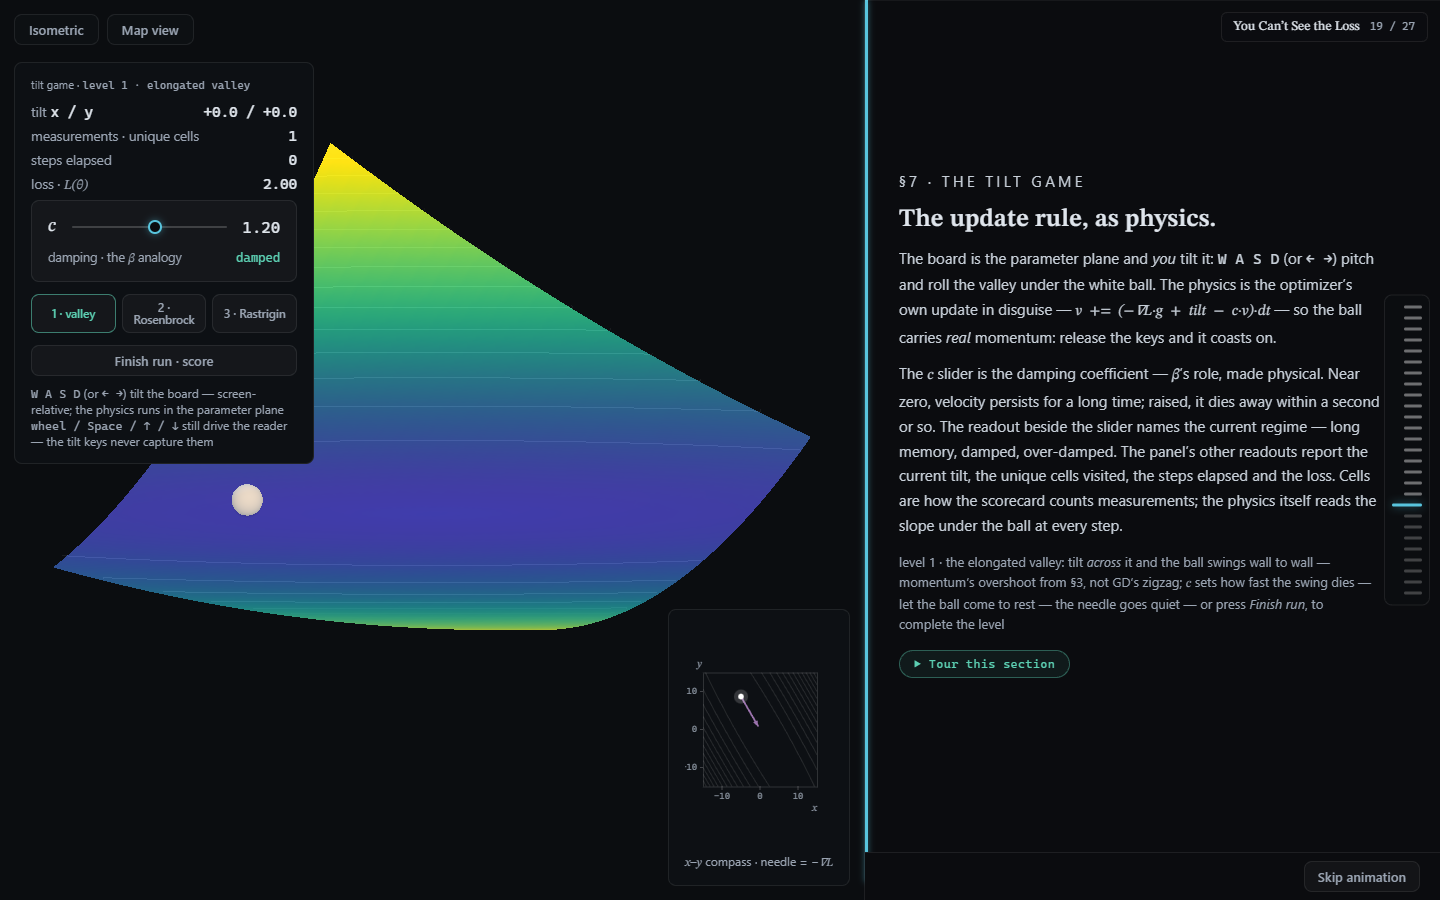 Isometric
Map view
tilt game · level 1 · elongated valley
tilt x / y +0.0 / +0.0
measurements · unique cells 1
steps elapsed 0
loss · L(θ) 2.00
c 1.20
damping · the β analogy damped
1 · valley
2 · Rosenbrock
3 · Rastrigin
Finish run · score
W A S D (or ← →) tilt the board — screen-
relative; the physics runs in the parameter plane
wheel / Space / ↑ / ↓ still drive the reader
— the tilt keys never capture them
y
10
0
-10
−10 0 10
x
x–y compass · needle = −∇L
You Can't See the Loss 19 / 27
§7 · THE TILT GAME
The update rule, as physics.
The board is the parameter plane and you tilt it: W A S D (or ← →) pitch
and roll the valley under the white ball. The physics is the optimizer's
own update in disguise — v += (−∇L·g + tilt − c·v)·dt — so the ball
carries real momentum: release the keys and it coasts on.
The c slider is the damping coefficient — β's role, made physical. Near
zero, velocity persists for a long time; raised, it dies away within a second
or so. The readout beside the slider names the current regime — long
memory, damped, over-damped. The panel's other readouts report the
current tilt, the unique cells visited, the steps elapsed and the loss. Cells
are how the scorecard counts measurements; the physics itself reads the
slope under the ball at every step.
level 1 · the elongated valley: tilt across it and the ball swings wall to wall —
momentum's overshoot from §3, not GD's zigzag; c sets how fast the swing dies —
let the ball come to rest — the needle goes quiet — or press Finish run, to
complete the level
▶ Tour this section
Skip animation